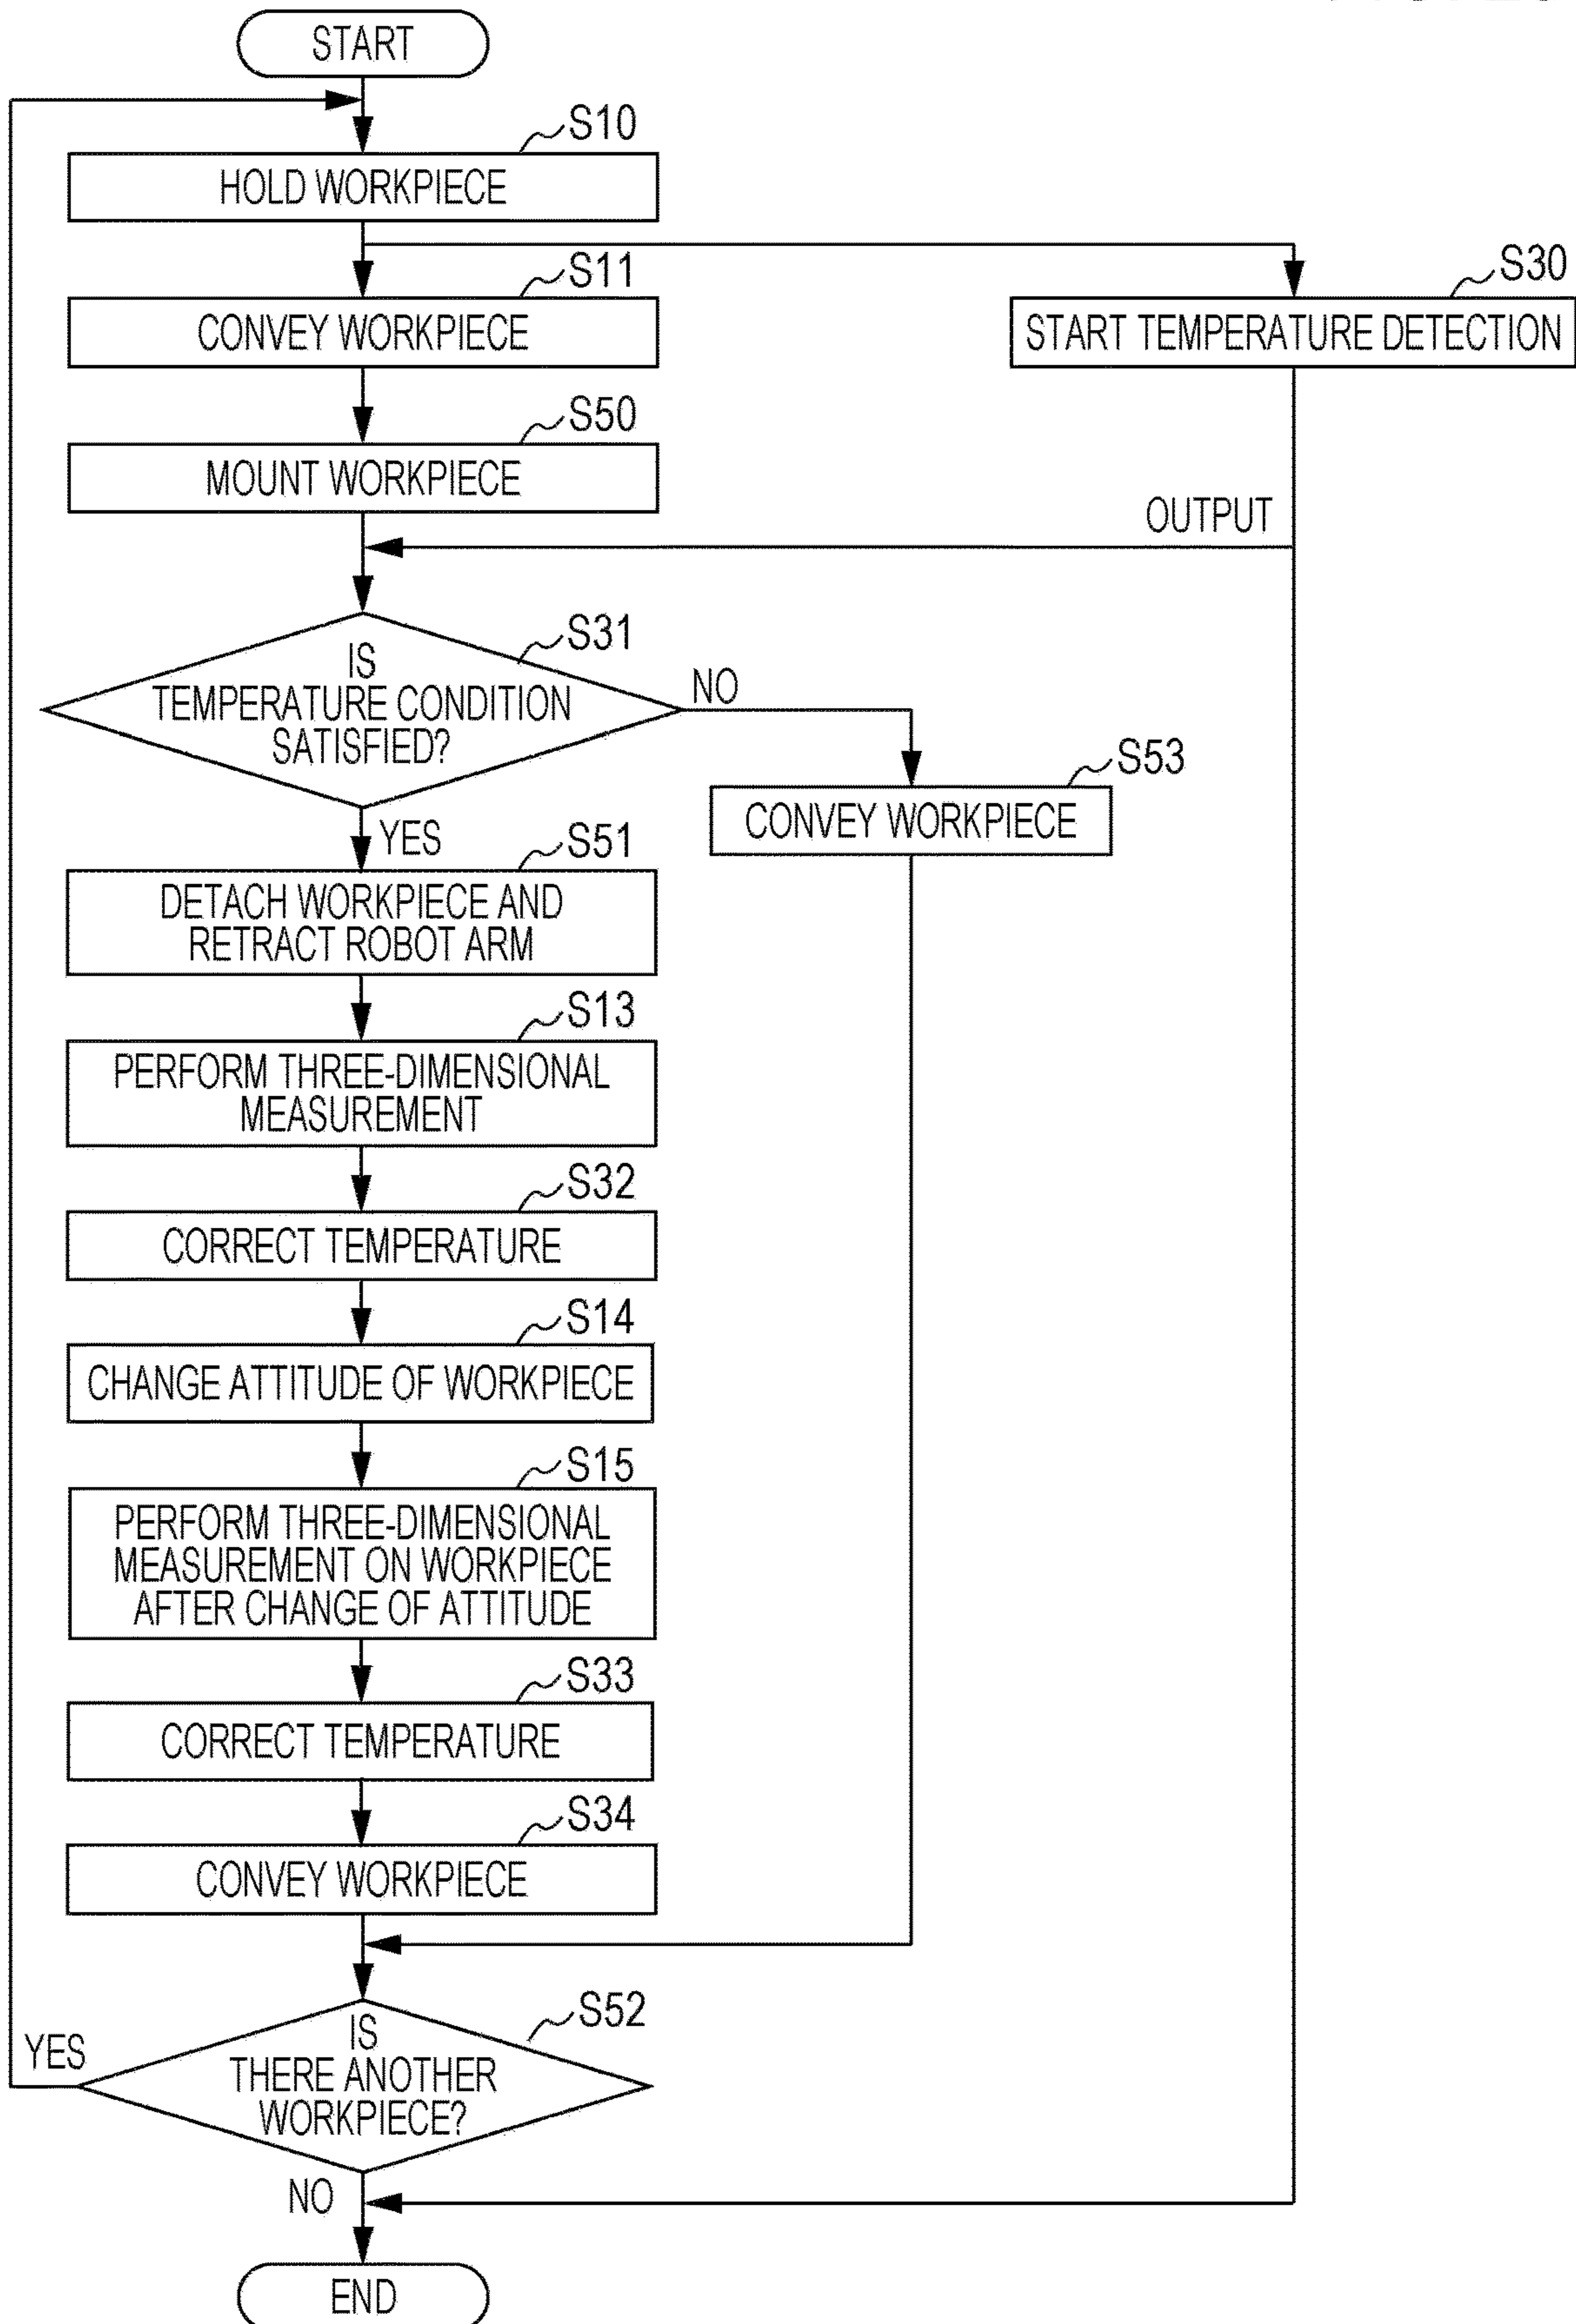 START
S10
HOLD WORKPIECE
S11
CONVEY WORKPIECE
S30
START TEMPERATURE DETECTION
S50
MOUNT WORKPIECE
OUTPUT
S31
IS
TEMPERATURE CONDITION
SATISFIED?
NO
S53
CONVEY WORKPIECE
YES
S51
DETACH WORKPIECE AND
RETRACT ROBOT ARM
S13
PERFORM THREE-DIMENSIONAL
MEASUREMENT
S32
CORRECT TEMPERATURE
S14
CHANGE ATTITUDE OF WORKPIECE
S15
PERFORM THREE-DIMENSIONAL
MEASUREMENT ON WORKPIECE
AFTER CHANGE OF ATTITUDE
S33
CORRECT TEMPERATURE
S34
CONVEY WORKPIECE
S52
IS
THERE ANOTHER
WORKPIECE?
YES
NO
END